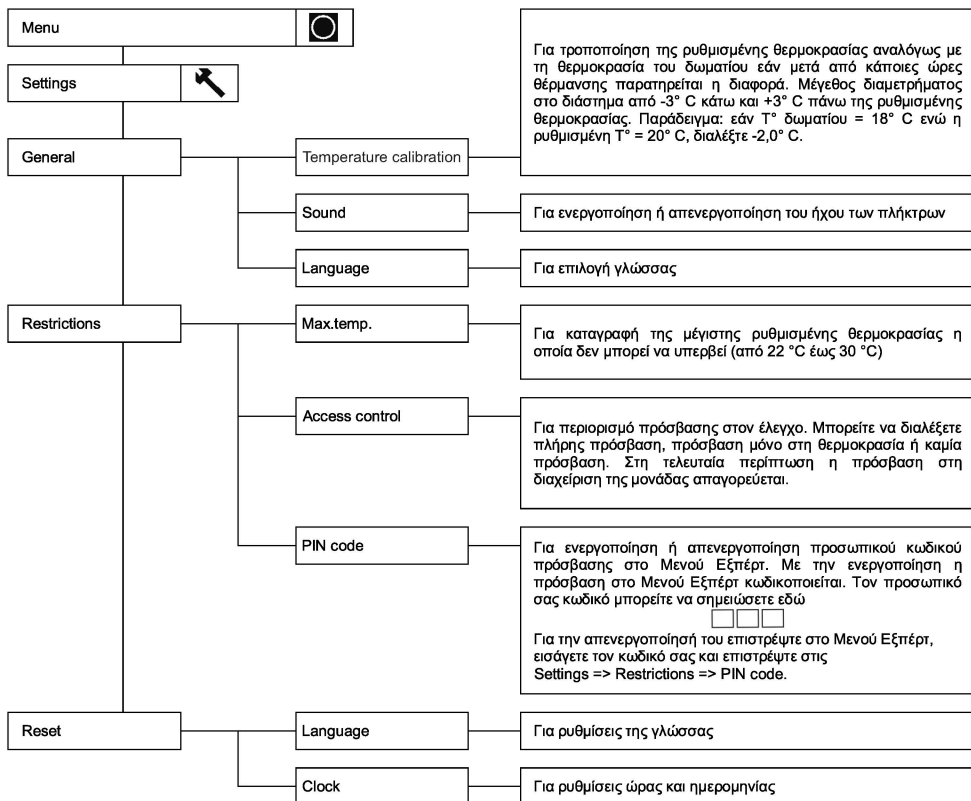 Menu
Settings
General
Temperature calibration
Για τροποποίηση της ρυθμισμένης θερμοκρασίας αναλόγως με
τη θερμοκρασία του δωματίου εάν μετά από κάποιες ώρες
θέρμανσης παρατηρείται η διαφορά. Μέγεθος διαμετρήματος
στο διάστημα από -3° C κάτω και +3° C πάνω της ρυθμισμένης
θερμοκρασίας. Παράδειγμα: εάν Τ° δωματίου = 18° C ενώ η
ρυθμισμένη Τ° = 20° C, διαλέξτε -2,0° C.
Sound
Για ενεργοποίηση ή απενεργοποίηση του ήχου των πλήκτρων
Language
Για επιλογή γλώσσας
Restrictions
Max.temp.
Για καταγραφή της μέγιστης ρυθμισμένης θερμοκρασίας η
οποία δεν μπορεί να υπερβεί (από 22 °C έως 30 °C)
Access control
Για περιορισμό πρόσβασης στον έλεγχο. Μπορείτε να διαλέξετε
πλήρης πρόσβαση, πρόσβαση μόνο στη θερμοκρασία ή καμία
πρόσβαση. Στη τελευταία περίπτωση η πρόσβαση στη
διαχείριση της μονάδας απαγορεύεται.
PIN code
Για ενεργοποίηση ή απενεργοποίηση προσωπικού κωδικού
πρόσβασης στο Μενού Εξπέρτ. Με την ενεργοποίηση η
πρόσβαση στο Μενού Εξπέρτ κωδικοποιείται. Τον προσωπικό
σας κωδικό μπορείτε να σημειώσετε εδώ
Για την απενεργοποίησή του επιστρέψτε στο Μενού Εξπέρτ,
εισάγετε τον κωδικό σας και επιστρέψτε στις
Settings => Restrictions => PIN code.
Reset
Language
Για ρυθμίσεις της γλώσσας
Clock
Για ρυθμίσεις ώρας και ημερομηνίας